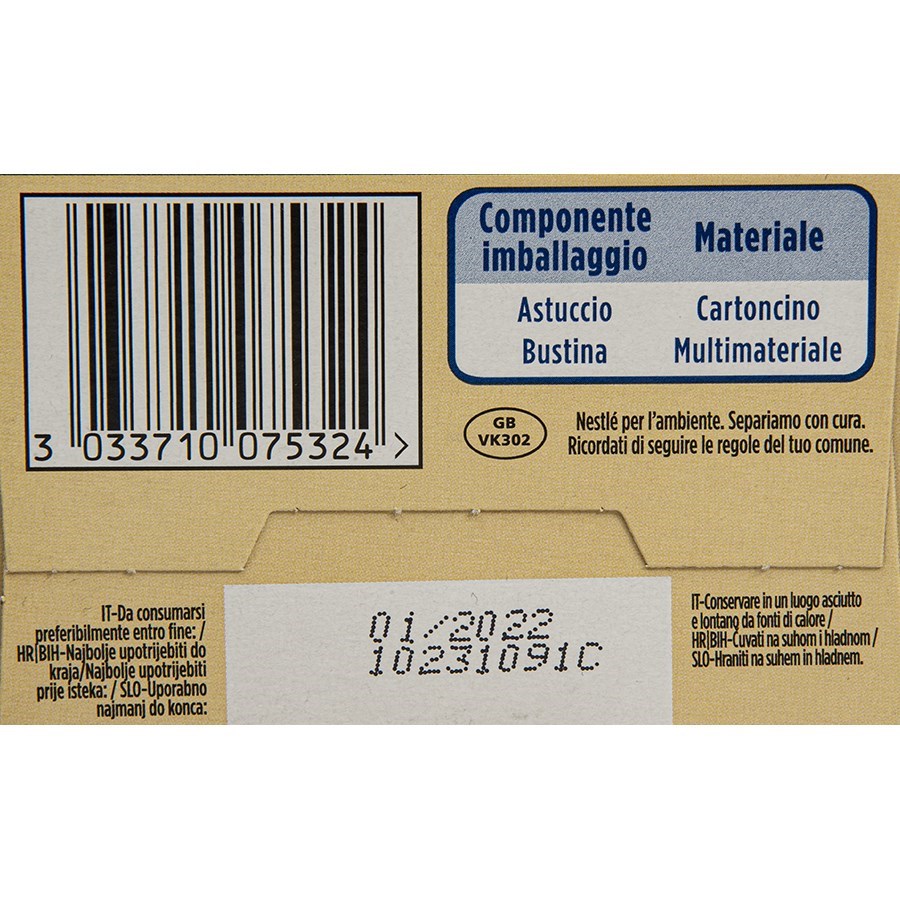 3 033710 075324 >
Componente imballaggio Materiale
Astuccio Cartoncino
Bustina Multimateriale
GB
VK302
Nestlé per l'ambiente. Separiamo con cura.
Ricordati di seguire le regole del tuo comune.
IT-Da consumarsi
preferibilmente entro fine: /
HR|BIH-Najbolje upotrijebiti do
kraja/Najbolje upotrijebiti
prije isteka: / SLO-Uporabno
najmanj do konca:
01/2022
10231091C
IT-Conservare in un luogo asciutto
e lontano da fonti di calore /
HR|BIH-Čuvati na suhom i hladnom /
SLO-Hraniti na suhem in hladnem.